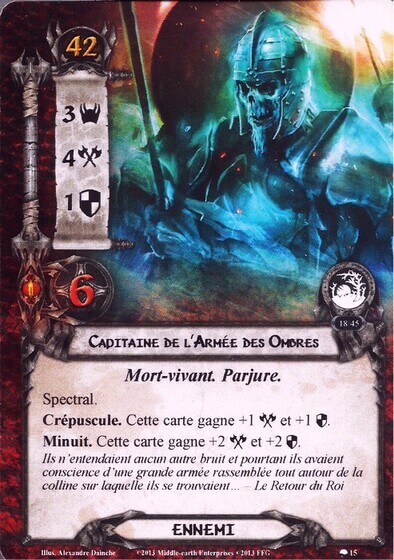 42
3
4
1
6
18-45
Capitaine de l'Armée des Ombres
Mort-vivant. Parjure.
Spectral.
Crépuscule. Cette carte gagne +1 et +1 .
Minuit. Cette carte gagne +2 et +2 .
Ils n'entendaient aucun autre bruit et pourtant ils avaient
conscience d'une grande armée rassemblée tout autour de la
colline sur laquelle ils se trouvaient... – Le Retour du Roi
ENNEMI
Illus. Alexandre Dainche ©2013 Middle-earth Enterprises • 2013 FFG 15